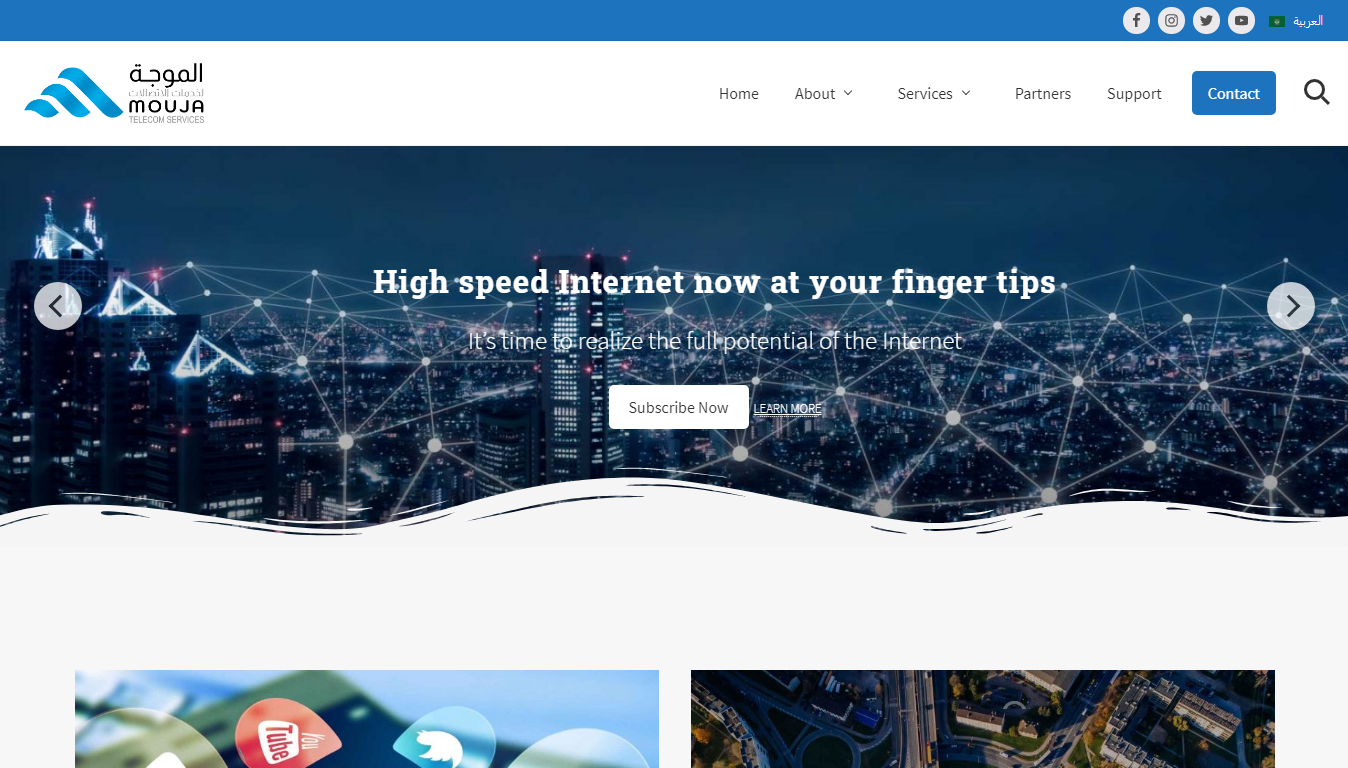 العربية
الموجة
لخدمات الاتصالات
MOUJA
TELECOM SERVICES
Home
About
Services
Partners
Support
Contact
High speed Internet now at your finger tips
It's time to realize the full potential of the Internet
Subscribe Now
LEARN MORE
You
Tube